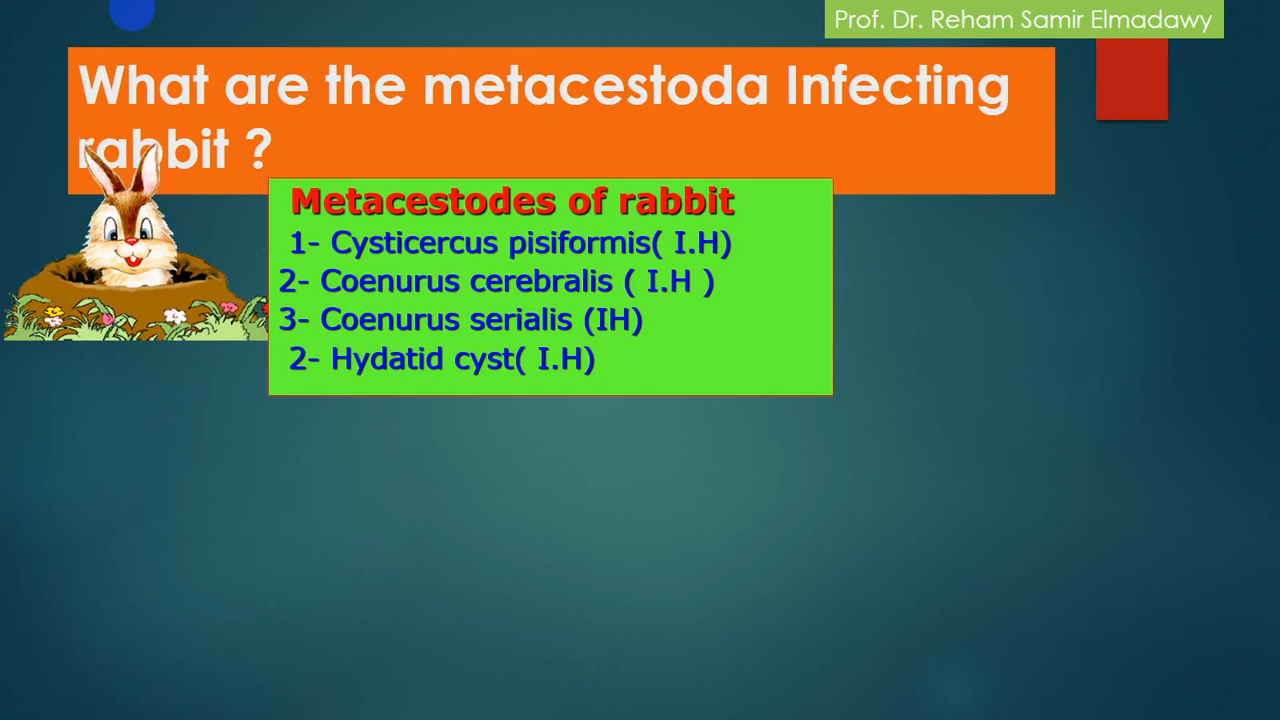 Prof. Dr. Reham Samir Elmadawy
What are the metacestoda Infecting
rabbit ?
Metacestodes of rabbit
1- Cysticercus pisiformis( I.H)
2- Coenurus cerebralis ( I.H )
3- Coenurus serialis (IH)
2- Hydatid cyst( I.H)